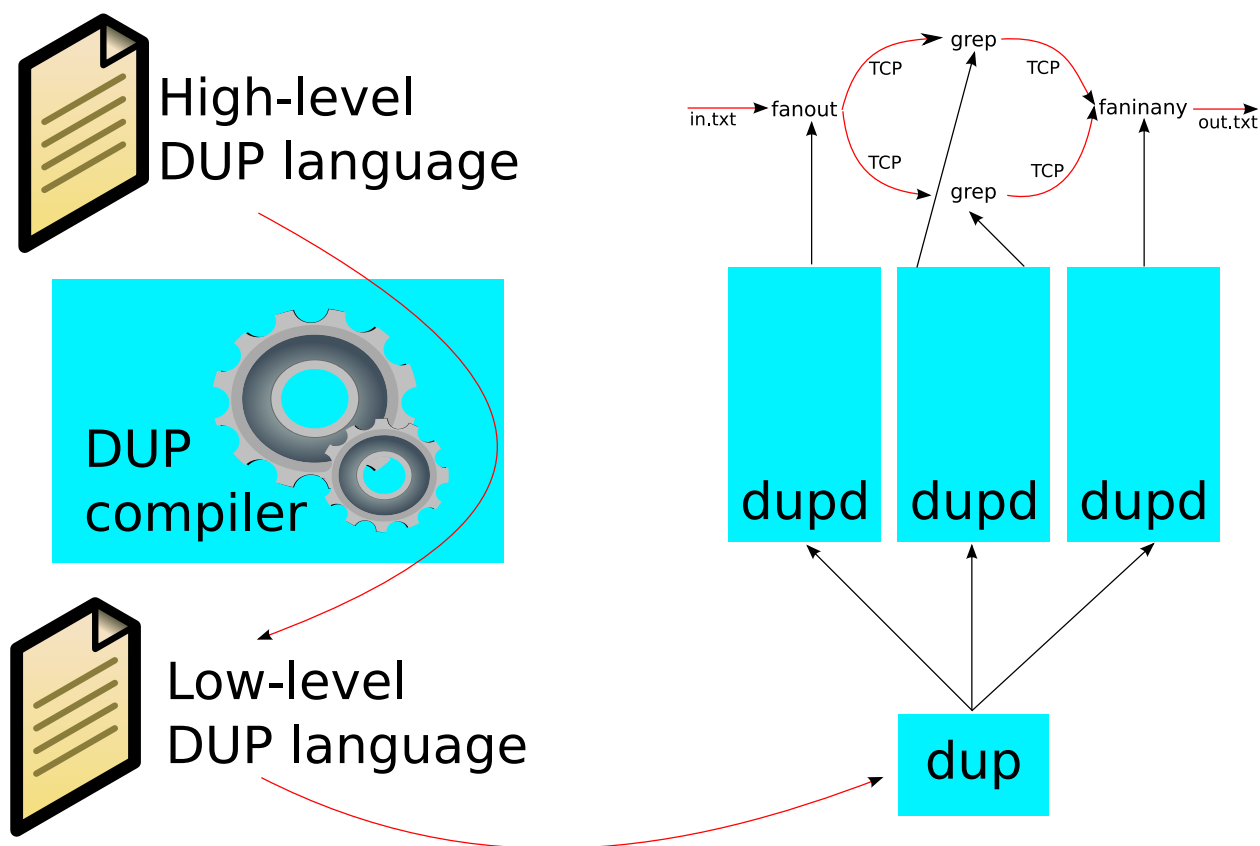 High-level
DUP language
DUP
compiler
Low-level
DUP language
grep
TCP
TCP
in.txt
fanout
faninany
out.txt
TCP
TCP
grep
dupd
dupd
dupd
dup